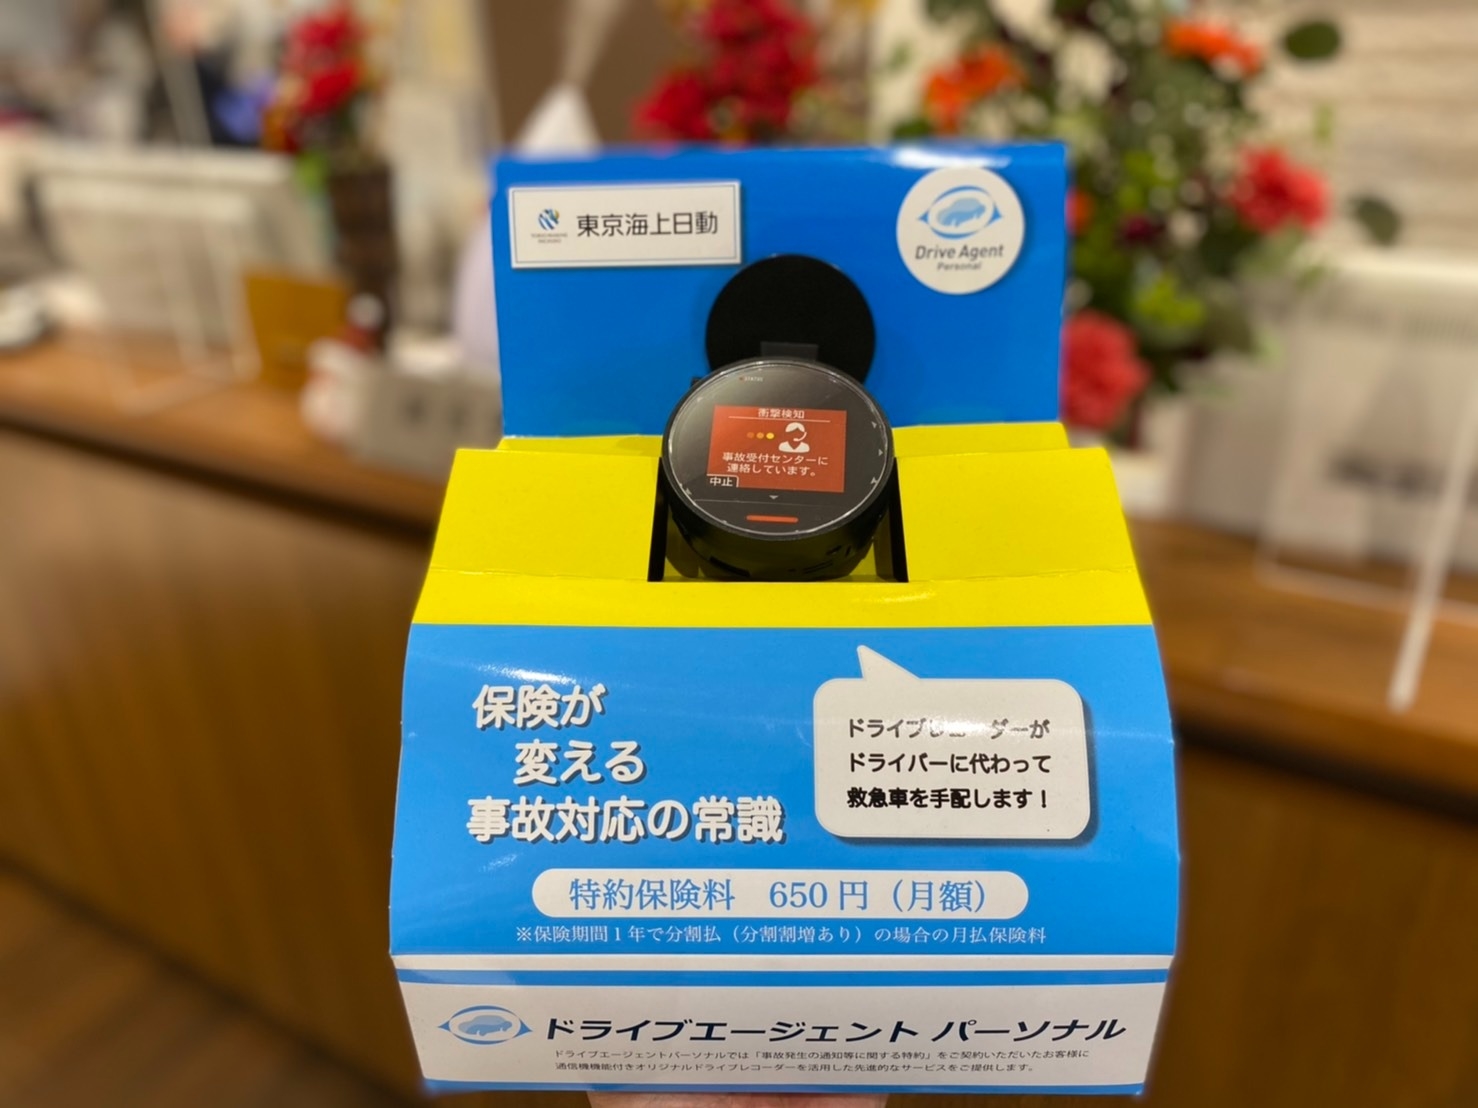 東京海上日動
Drive Agent
Personal
衝撃検知
事故受付センターに
連絡しています。
中止
保険が
変える
事故対応の常識
ドライブレコーダーが
ドライバーに代わって
救急車を手配します！
特約保険料　650円（月額）
※保険期間1年で分割払（分割割増あり）の場合の月払保険料
ドライブエージェント パーソナル
ドライブエージェントパーソナルでは「事故発生の通知等に関する特約」をご契約いただいたお客様に
通信機能付きオリジナルドライブレコーダーを活用した先進的なサービスをご提供します。